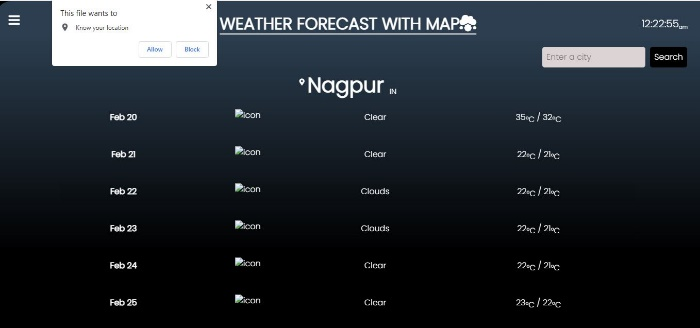 This file wants to
Know your location
Allow Block
WEATHER FORECAST WITH MAP
12:22:55am
Enter a city Search
Nagpur IN
Feb 20 icon Clear 35°C / 32°C
Feb 21 icon Clear 22°C / 21°C
Feb 22 icon Clouds 22°C / 21°C
Feb 23 icon Clouds 22°C / 21°C
Feb 24 icon Clear 22°C / 21°C
Feb 25 icon Clear 23°C / 22°C